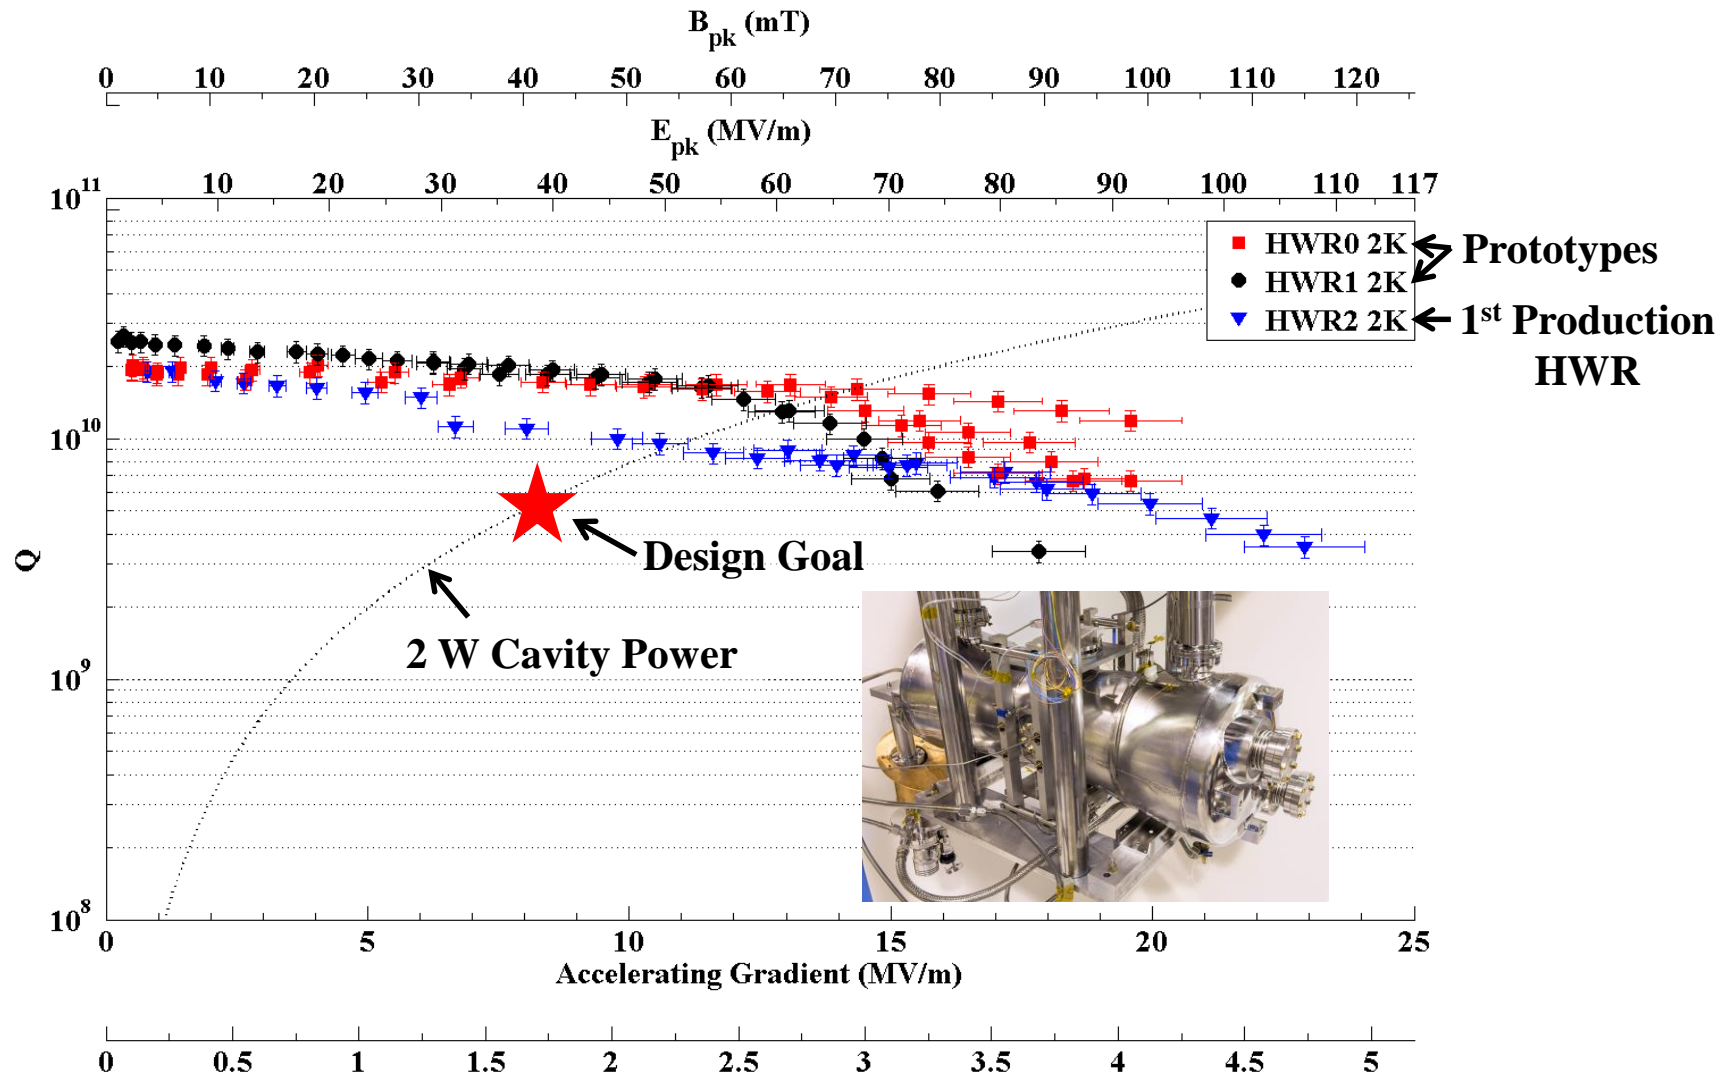 B_pk (mT)
0 10 20 30 40 50 60 70 80 90 100 110 120
E_pk (MV/m)
10 20 30 40 50 60 70 80 90 100 110 117
10^11
HWR0 2K
HWR1 2K
HWR2 2K
Prototypes
1st Production
HWR
10^10
Q
Design Goal
2 W Cavity Power
10^9
10^8
0 5 10 15 20 25
Accelerating Gradient (MV/m)
0 0.5 1 1.5 2 2.5 3 3.5 4 4.5 5